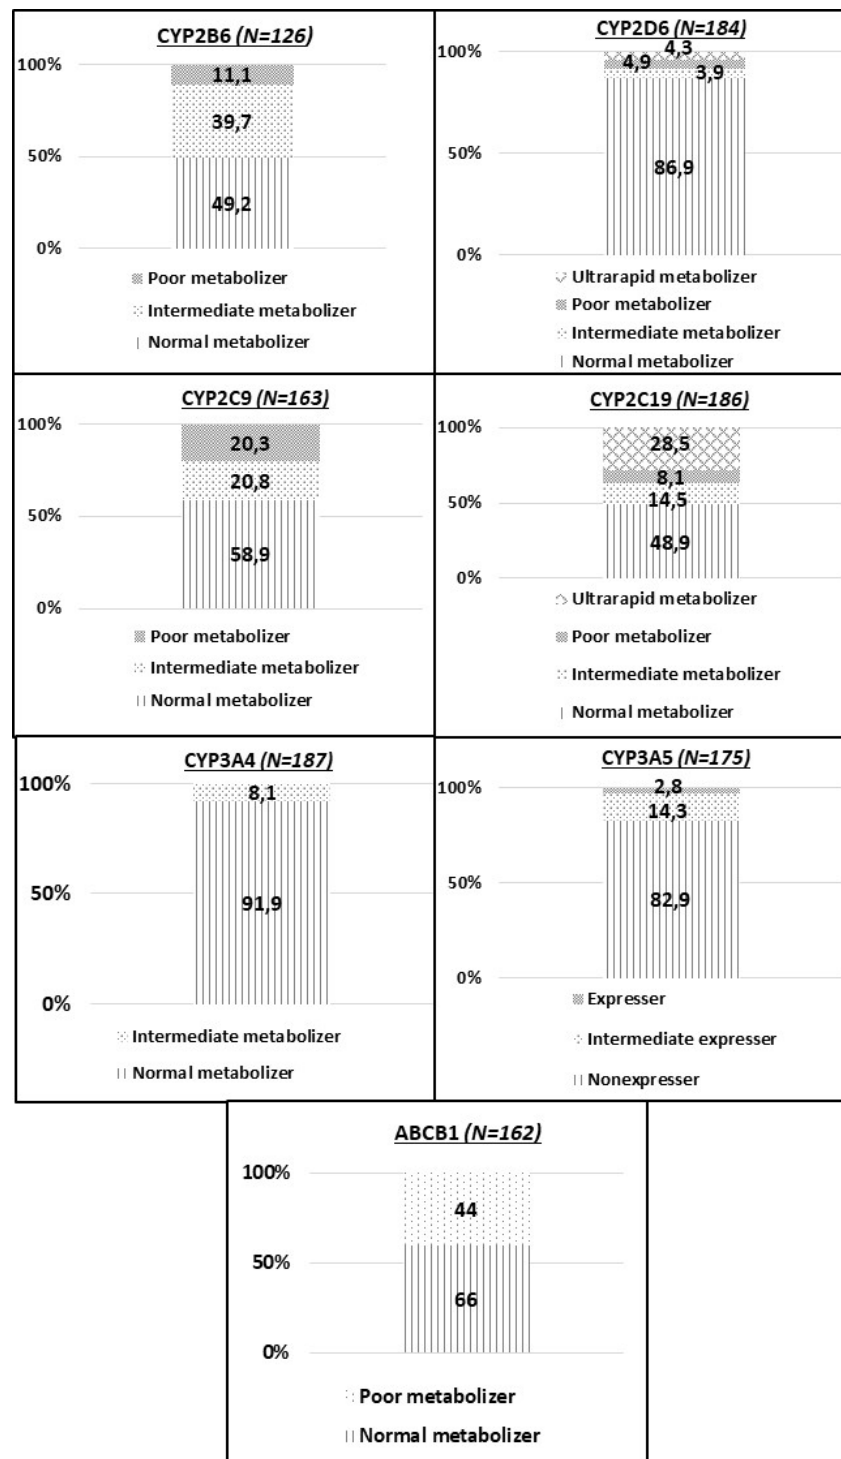 CYP2B6 (N=126)
100%
11,1
39,7
50%
49,2
0%
Poor metabolizer
Intermediate metabolizer
Normal metabolizer
CYP2D6 (N=184)
100%
4,3
4,9
3,9
50%
86,9
0%
Ultrarapid metabolizer
Poor metabolizer
Intermediate metabolizer
Normal metabolizer
CYP2C9 (N=163)
100%
20,3
20,8
50%
58,9
0%
Poor metabolizer
Intermediate metabolizer
Normal metabolizer
CYP2C19 (N=186)
100%
28,5
8,1
50%
14,5
48,9
0%
Ultrarapid metabolizer
Poor metabolizer
Intermediate metabolizer
Normal metabolizer
CYP3A4 (N=187)
100%
8,1
50%
91,9
0%
Intermediate metabolizer
Normal metabolizer
CYP3A5 (N=175)
100%
2,8
14,3
50%
82,9
0%
Expresser
Intermediate expresser
Nonexpresser
ABCB1 (N=162)
100%
44
50%
66
0%
Poor metabolizer
Normal metabolizer